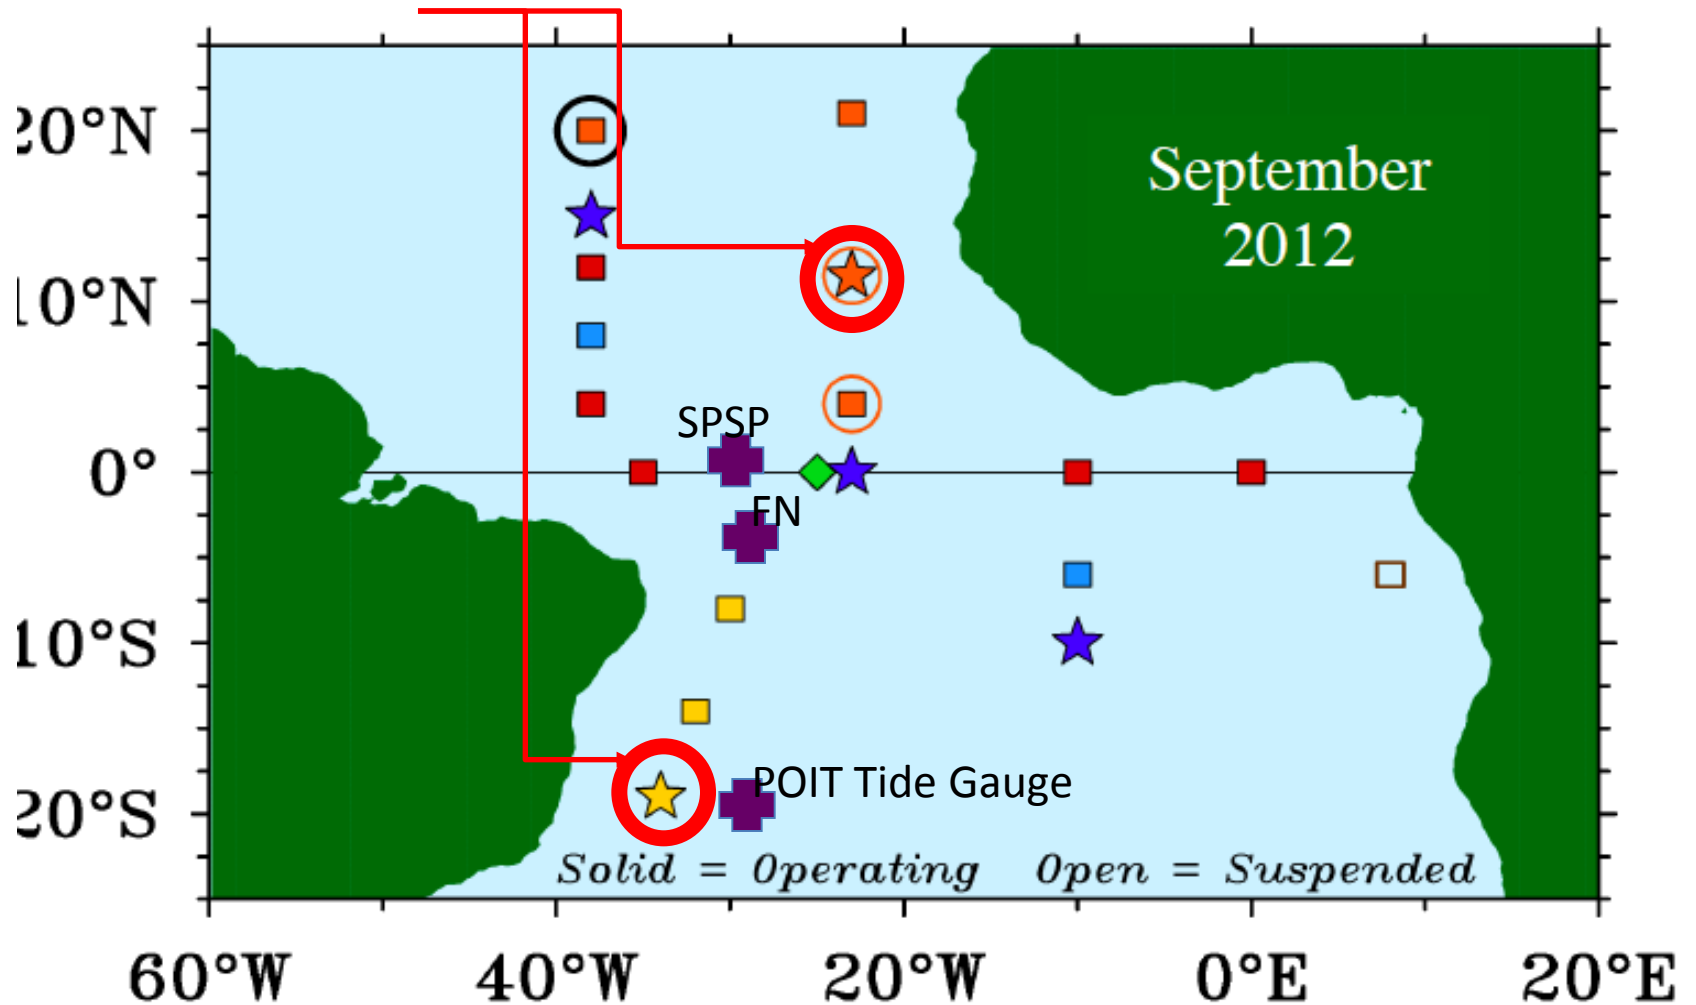 20°N
September
2012
10°N
SPSP
0°
FN
10°S
POIT Tide Gauge
20°S
Solid = Operating Open = Suspended
60°W 40°W 20°W 0°E 20°E